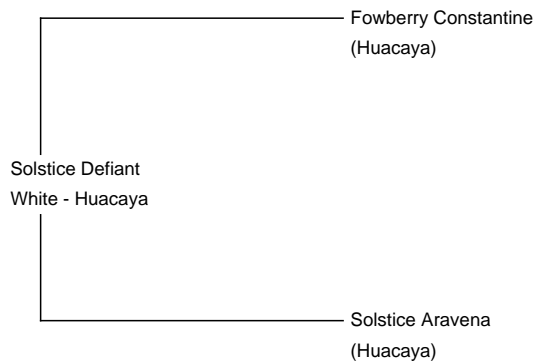 Fowberry Constantine
(Huacaya)
Solstice Defiant
White - Huacaya
Solstice Aravena
(Huacaya)